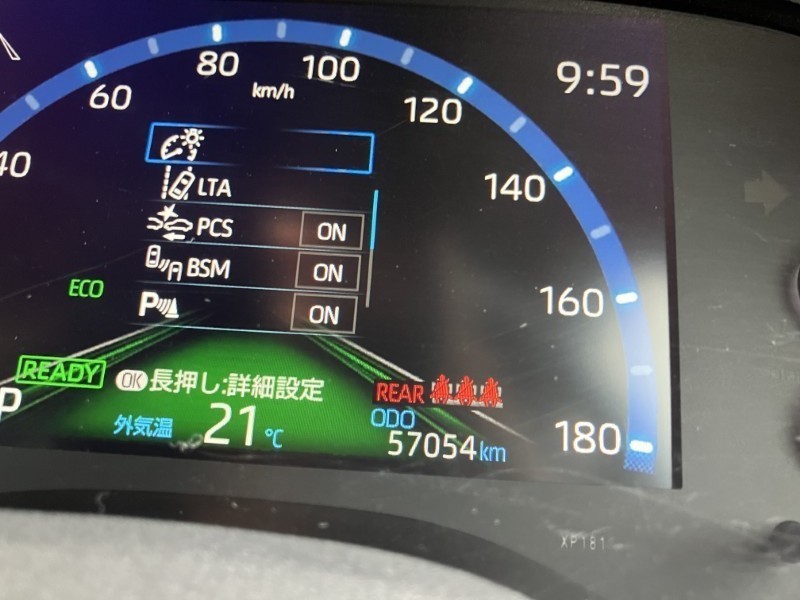 9:59
80
100
km/h
60
120
40
140
LTA
PCS ON
BSM ON
P ON
ECO
160
READY
OK 長押し:詳細設定
REAR
P
外気温 21℃
ODO
57054km
180
XP181